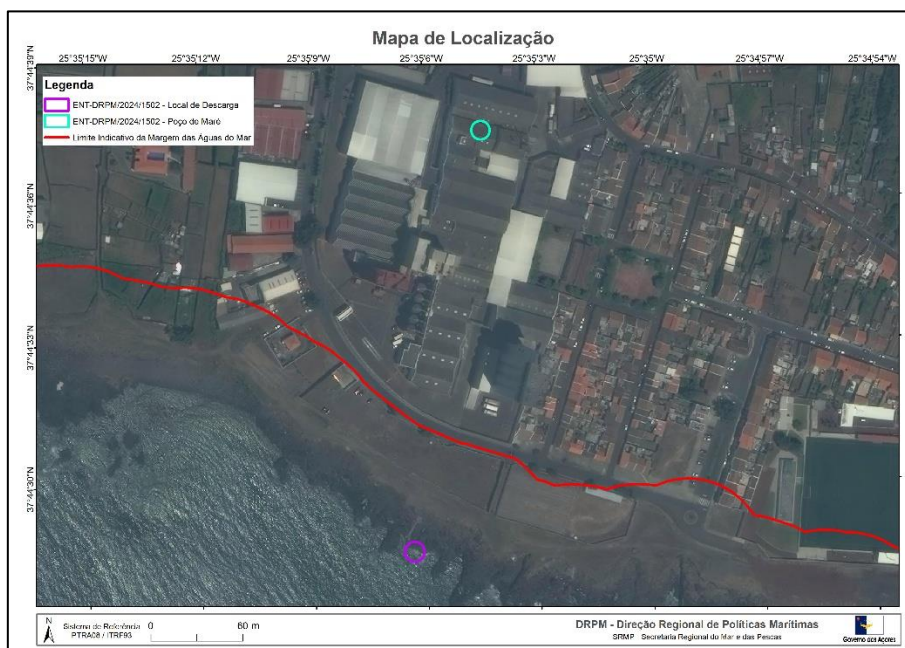 Mapa de Localização
25°35'15"W 25°35'12"W 25°35'9"W 25°35'6"W 25°35'3"W 25°35'W 25°34'57"W 25°34'54"W
37°44'39"N
Legenda
ENT-DRPM/2024/1502 - Local de Descarga
ENT-DRPM/2024/1502 - Poço de Maré
Limite Indicativo da Margem das Águas do Mar
37°44'36"N
37°44'33"N
37°44'30"N
N
Sistema de Referência
PTRA08 / ITRF93
0 60 m
DRPM - Direção Regional de Políticas Marítimas
SRMP - Secretaria Regional do Mar e das Pescas
Governo dos Açores